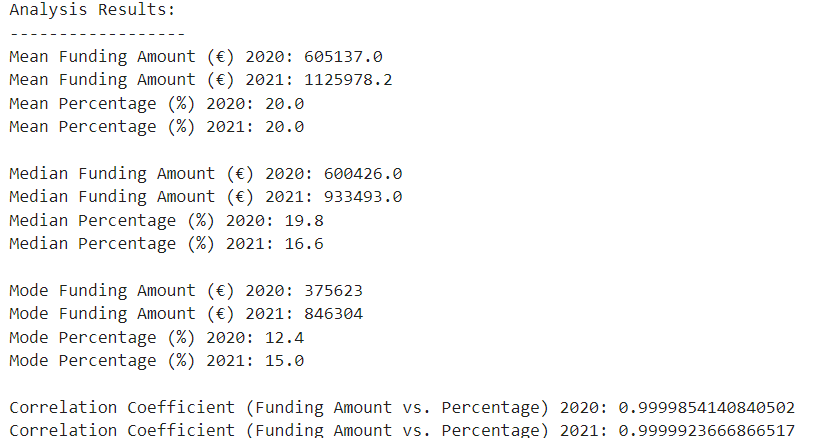 Analysis Results:
------------------
Mean Funding Amount (€) 2020: 605137.0
Mean Funding Amount (€) 2021: 1125978.2
Mean Percentage (%) 2020: 20.0
Mean Percentage (%) 2021: 20.0
Median Funding Amount (€) 2020: 600426.0
Median Funding Amount (€) 2021: 933493.0
Median Percentage (%) 2020: 19.8
Median Percentage (%) 2021: 16.6
Mode Funding Amount (€) 2020: 375623
Mode Funding Amount (€) 2021: 846304
Mode Percentage (%) 2020: 12.4
Mode Percentage (%) 2021: 15.0
Correlation Coefficient (Funding Amount vs. Percentage) 2020: 0.9999854140840502
Correlation Coefficient (Funding Amount vs. Percentage) 2021: 0.9999923666866517